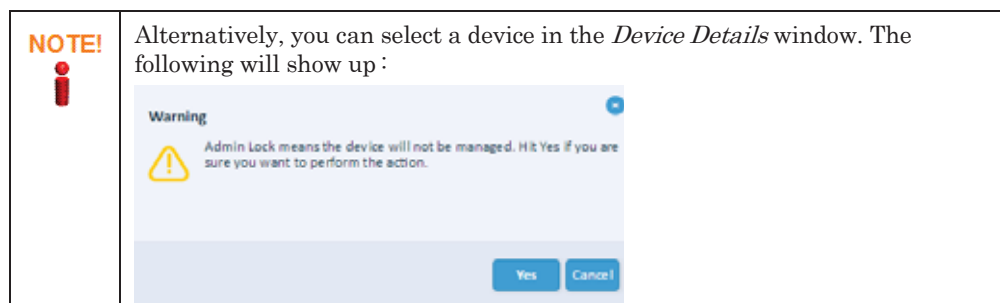 NOTE!
Alternatively, you can select a device in the Device Details window. The
following will show up:
Warning
Admin Lock means the device will not be managed. Hit Yes if you are
sure you want to perform the action.
Yes Cancel